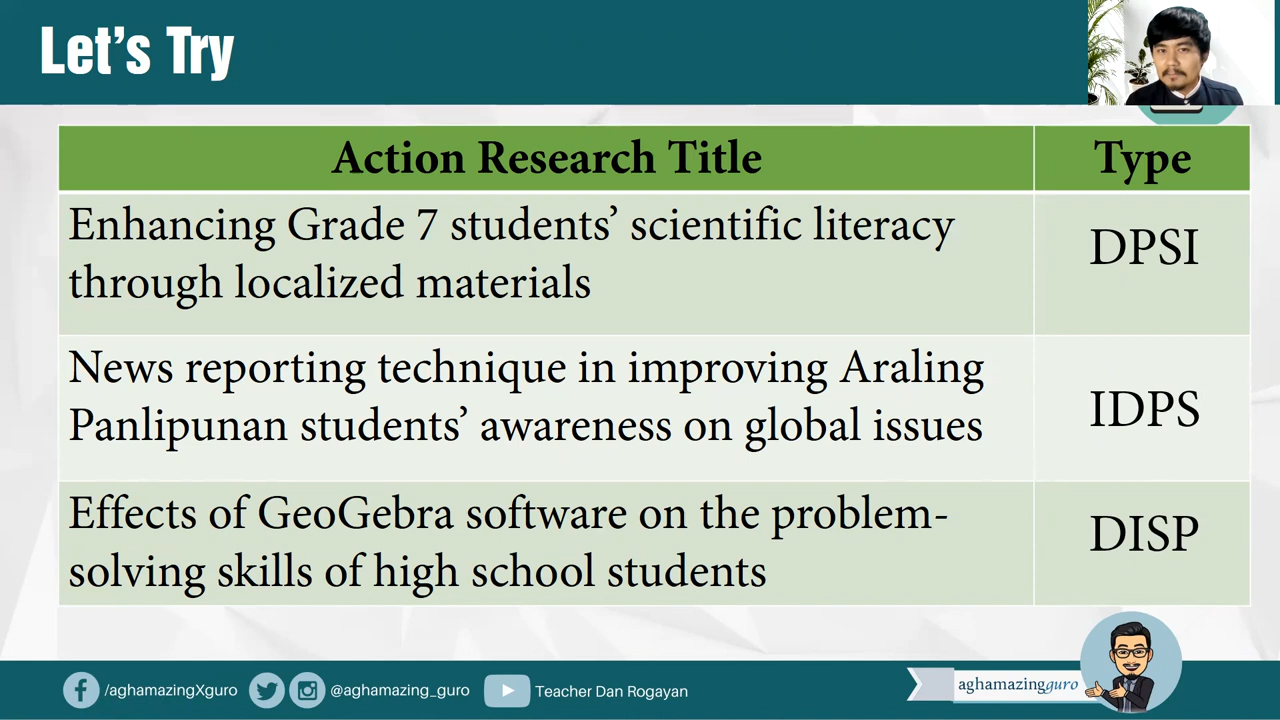 Let's Try
Action Research Title
Type
Enhancing Grade 7 students' scientific literacy
through localized materials
DPSI
News reporting technique in improving Araling
Panlipunan students' awareness on global issues
IDPS
Effects of GeoGebra software on the problem-
solving skills of high school students
DISP
/aghamazingXguro
@aghamazing_guro
Teacher Dan Rogayan
aghamazingguro